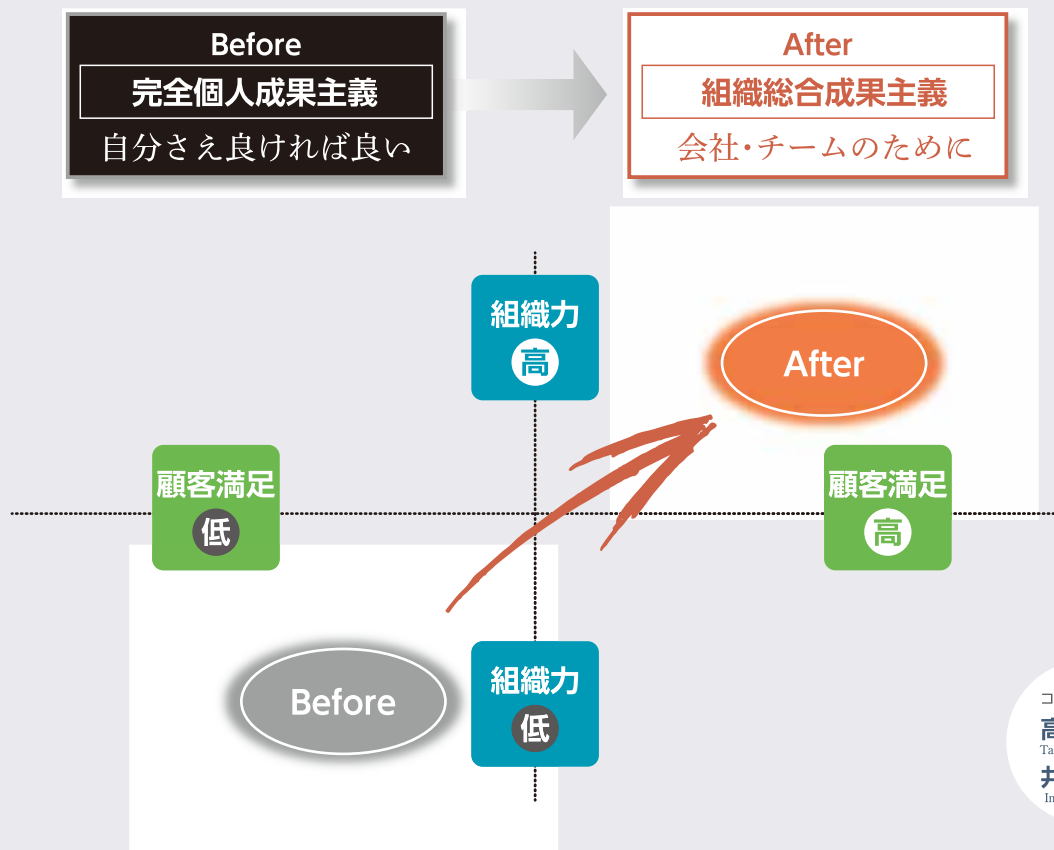 Before
完全個人成果主義
自分さえ良ければ良い
After
組織総合成果主義
会社・チームのために
組織力
高
After
顧客満足
低
顧客満足
高
Before
組織力
低